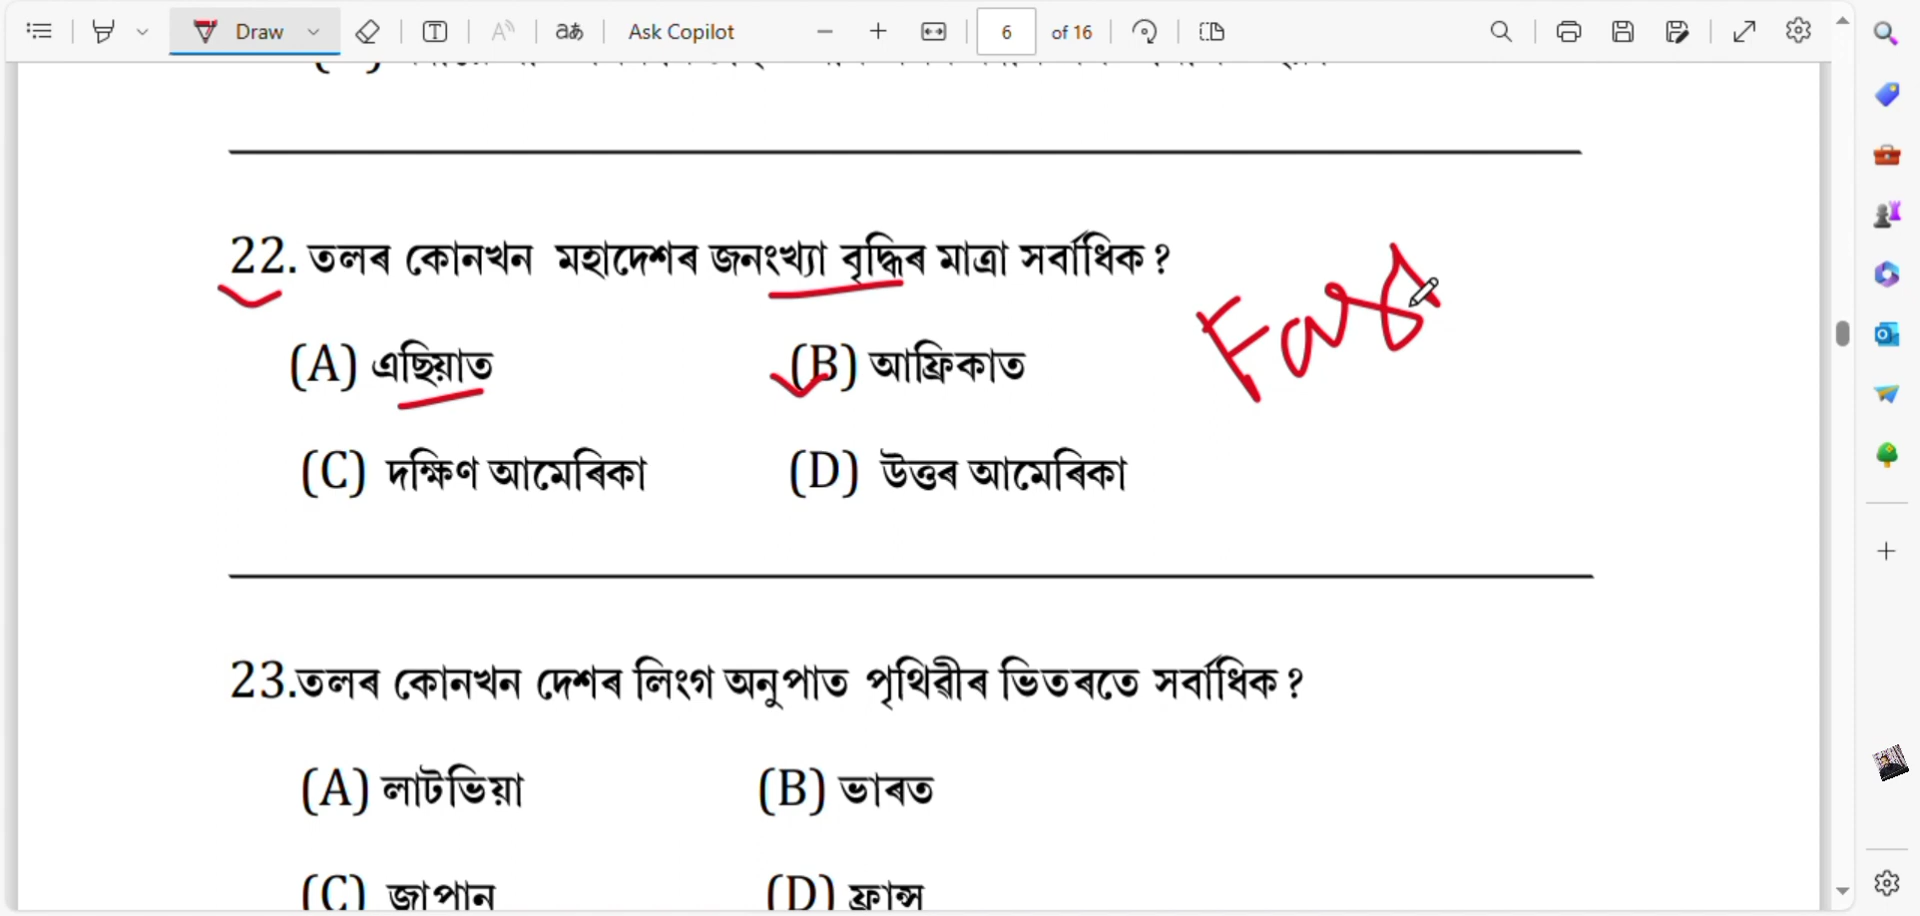 Draw
Ask Copilot
6 of 16
22. তলৰ কোনখন মহাদেশৰ জনংখ্যা বৃদ্ধিৰ মাত্ৰা সৰ্বাধিক ?
(A) এছিয়াত (B) আফ্ৰিকাত
(C) দক্ষিণ আমেৰিকা (D) উত্তৰ আমেৰিকা
23.তলৰ কোনখন দেশৰ লিংগ অনুপাত পৃথিৱীৰ ভিতৰতে সৰ্বাধিক ?
(A) লাটভিয়া (B) ভাৰত
(C) জাপান (D) ফ্ৰান্স